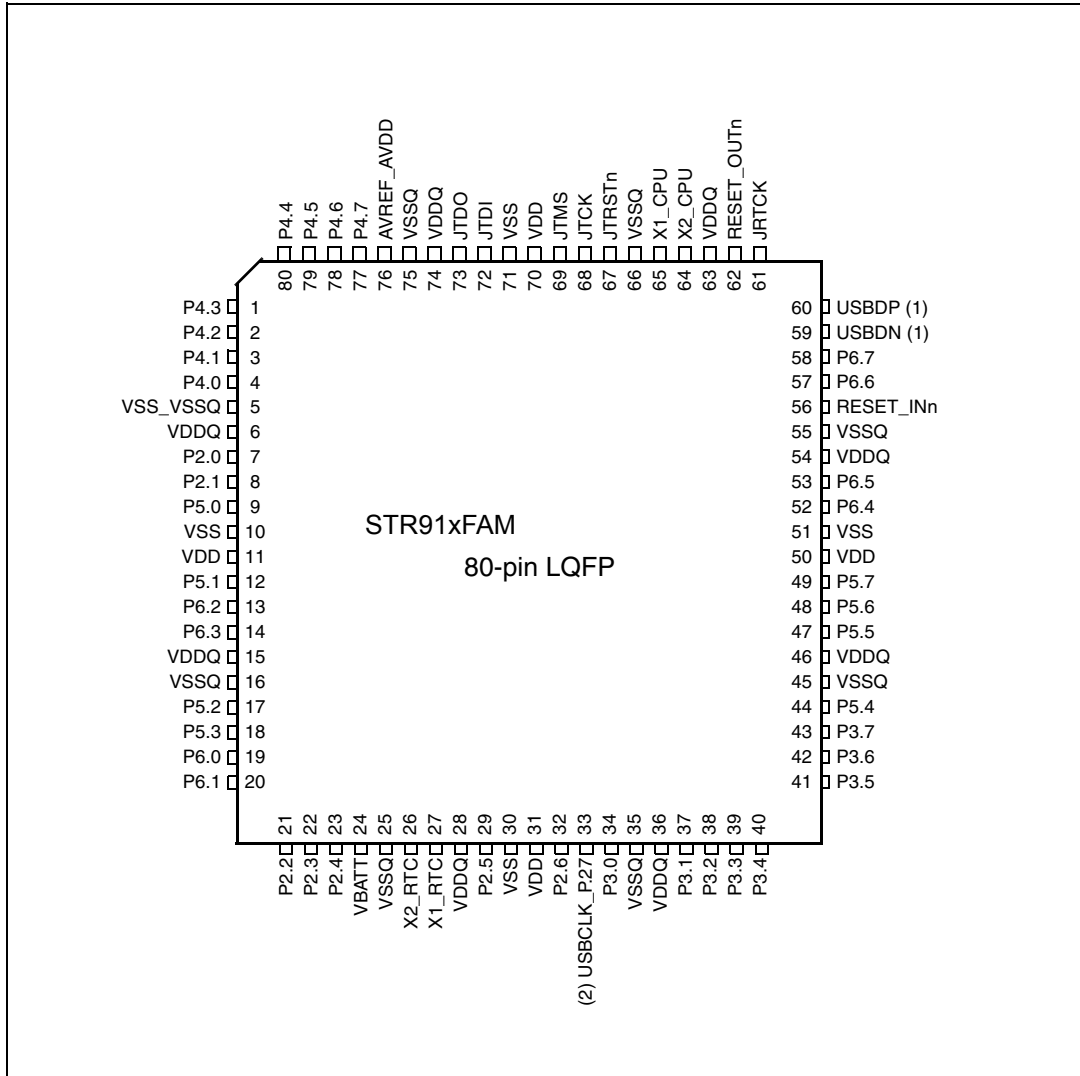 P4.4
P4.5
P4.6
P4.7
AVREF_AVDD
VSSQ
VDDQ
JTDO
JTDI
VSS
VDD
JTMS
JTCK
JTRSTn
VSSQ
X1_CPU
X2_CPU
VDDQ
RESET_OUTn
JRTCK
80
79
78
77
76
75
74
73
72
71
70
69
68
67
66
65
64
63
62
61
P4.3 1
P4.2 2
P4.1 3
P4.0 4
VSS_VSSQ 5
VDDQ 6
P2.0 7
P2.1 8
P5.0 9
VSS 10
VDD 11
P5.1 12
P6.2 13
P6.3 14
VDDQ 15
VSSQ 16
P5.2 17
P5.3 18
P6.0 19
P6.1 20
STR91xFAM
80-pin LQFP
60 USBDP (1)
59 USBDN (1)
58 P6.7
57 P6.6
56 RESET_INn
55 VSSQ
54 VDDQ
53 P6.5
52 P6.4
51 VSS
50 VDD
49 P5.7
48 P5.6
47 P5.5
46 VDDQ
45 VSSQ
44 P5.4
43 P3.7
42 P3.6
41 P3.5
21
22
23
24
25
26
27
28
29
30
31
32
33
34
35
36
37
38
39
40
P2.2
P2.3
P2.4
VBATT
VSSQ
X2_RTC
X1_RTC
VDDQ
P2.5
VSS
VDD
P2.6
(2) USBCLK_P.27
P3.0
VSSQ
VDDQ
P3.1
P3.2
P3.3
P3.4